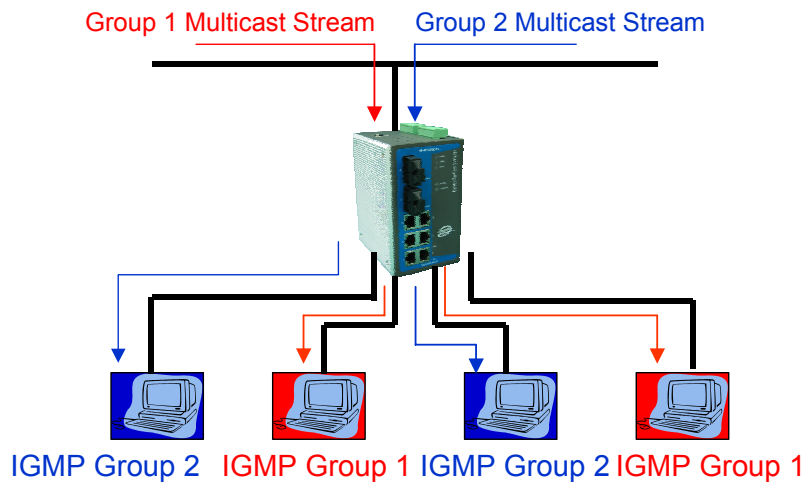 Group 1 Multicast Stream
Group 2 Multicast Stream
IGMP Group 2
IGMP Group 1
IGMP Group 2
IGMP Group 1